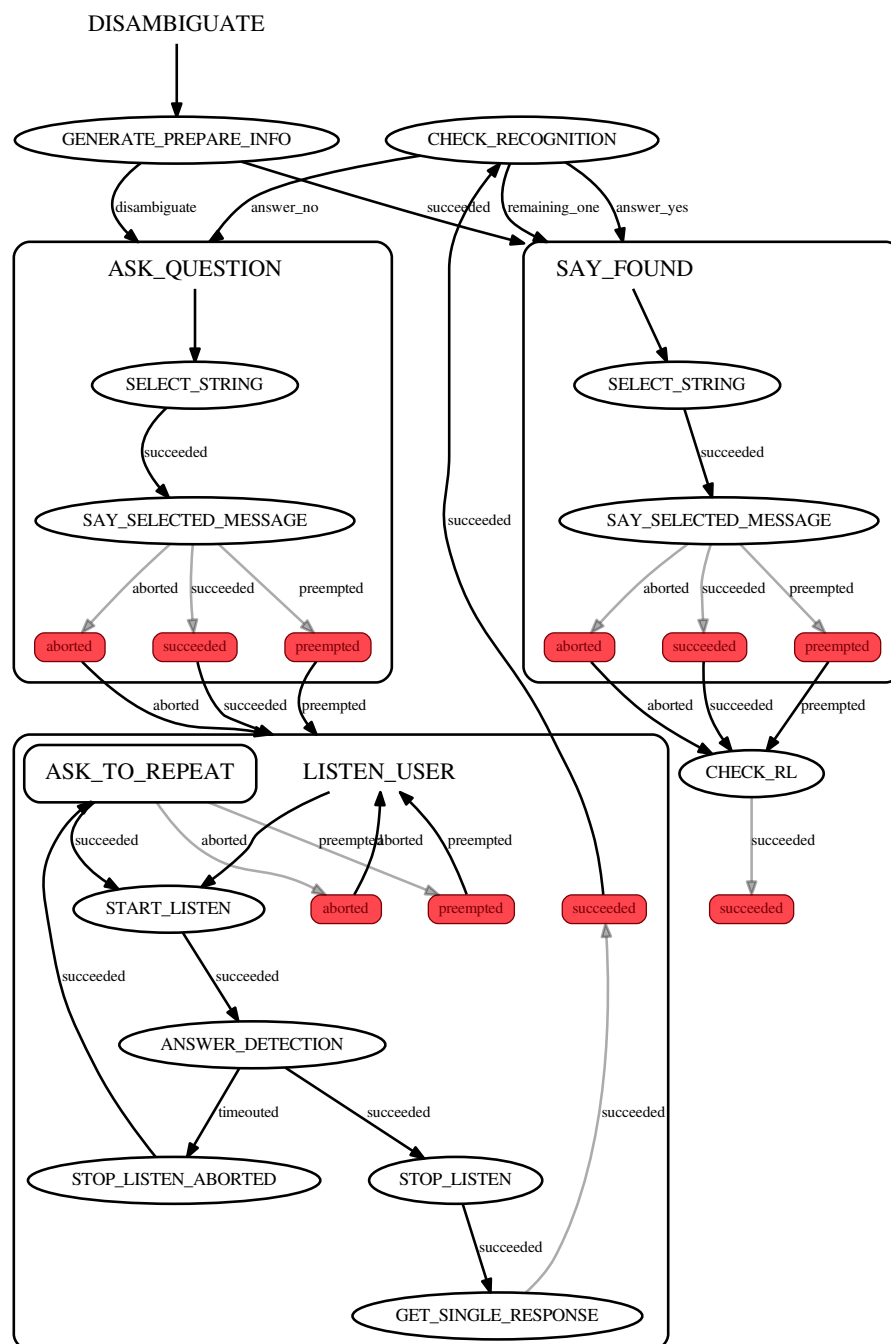 DISAMBIGUATE
GENERATE_PREPARE_INFO
CHECK_RECOGNITION
disambiguate
answer_no
succeeded
remaining_one
answer_yes
ASK_QUESTION
SAY_FOUND
SELECT_STRING
SELECT_STRING
succeeded
succeeded
SAY_SELECTED_MESSAGE
SAY_SELECTED_MESSAGE
succeeded
aborted
succeeded
preempted
aborted
succeeded
preempted
aborted
succeeded
preempted
aborted
succeeded
preempted
aborted
succeeded
preempted
aborted
succeeded
preempted
ASK_TO_REPEAT
LISTEN_USER
CHECK_RL
succeeded
aborted
preempted
aborted
preempted
succeeded
START_LISTEN
aborted
preempted
succeeded
succeeded
succeeded
succeeded
ANSWER_DETECTION
timeouted
succeeded
succeeded
STOP_LISTEN_ABORTED
STOP_LISTEN
succeeded
GET_SINGLE_RESPONSE